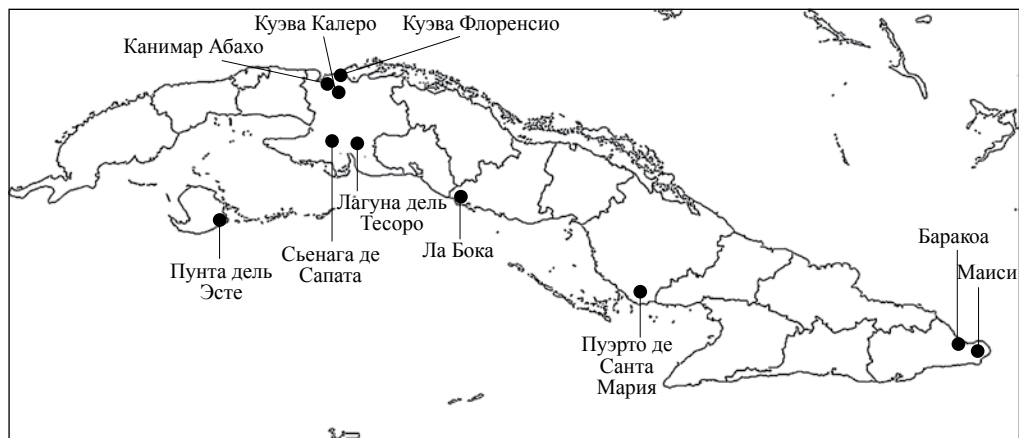 Куэва Калеро
Куэва Флоренсио
Канимар Абахо
Лагуна дель
Тесоро
Сьенага де
Сапата
Ла Бока
Пунта дель
Эсте
Баракоа
Маиси
Пуэрто де
Санта
Мария